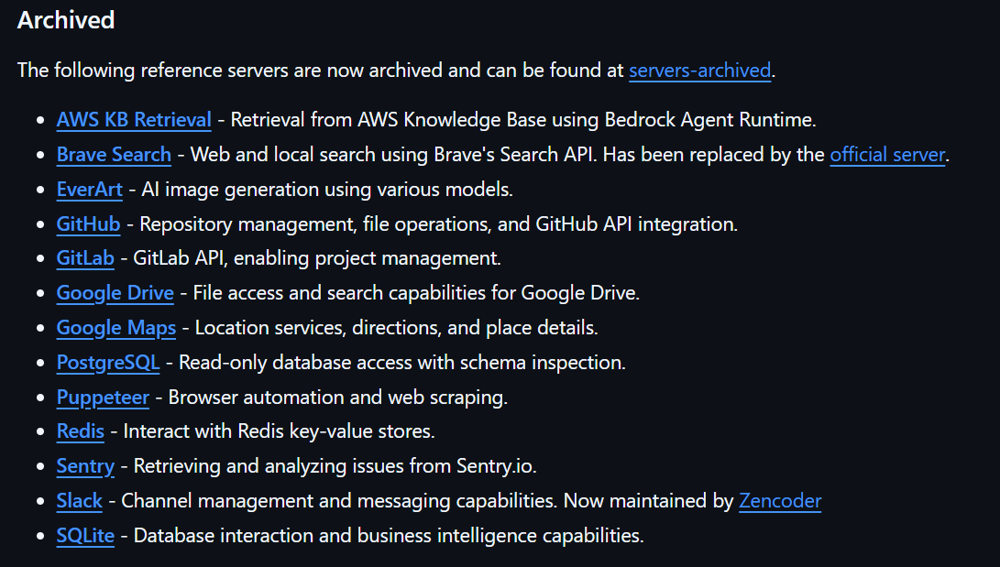 Archived
The following reference servers are now archived and can be found at servers-archived.
• AWS KB Retrieval - Retrieval from AWS Knowledge Base using Bedrock Agent Runtime.
• Brave Search - Web and local search using Brave's Search API. Has been replaced by the official server.
• EverArt - AI image generation using various models.
• GitHub - Repository management, file operations, and GitHub API integration.
• GitLab - GitLab API, enabling project management.
• Google Drive - File access and search capabilities for Google Drive.
• Google Maps - Location services, directions, and place details.
• PostgreSQL - Read-only database access with schema inspection.
• Puppeteer - Browser automation and web scraping.
• Redis - Interact with Redis key-value stores.
• Sentry - Retrieving and analyzing issues from Sentry.io.
• Slack - Channel management and messaging capabilities. Now maintained by Zencoder
• SQLite - Database interaction and business intelligence capabilities.